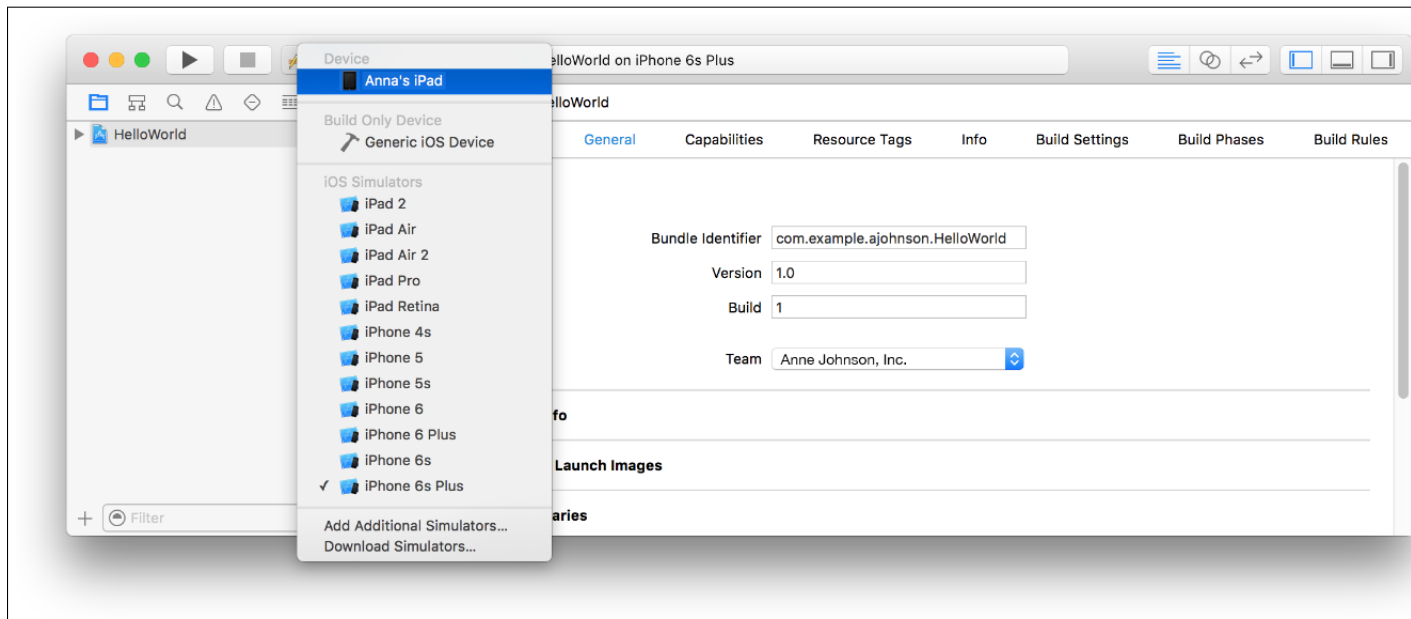 Device
Anna's iPad
Build Only Device
Generic iOS Device
iOS Simulators
iPad 2
iPad Air
iPad Air 2
iPad Pro
iPad Retina
iPhone 4s
iPhone 5
iPhone 5s
iPhone 6
iPhone 6 Plus
iPhone 6s
✓ iPhone 6s Plus
Add Additional Simulators...
Download Simulators...
elloWorld on iPhone 6s Plus
HelloWorld
Filter
elloWorld
General Capabilities Resource Tags Info Build Settings Build Phases Build Rules
Bundle Identifier com.example.ajohnson.HelloWorld
Version 1.0
Build 1
Team Anne Johnson, Inc.
fo
Launch Images
aries